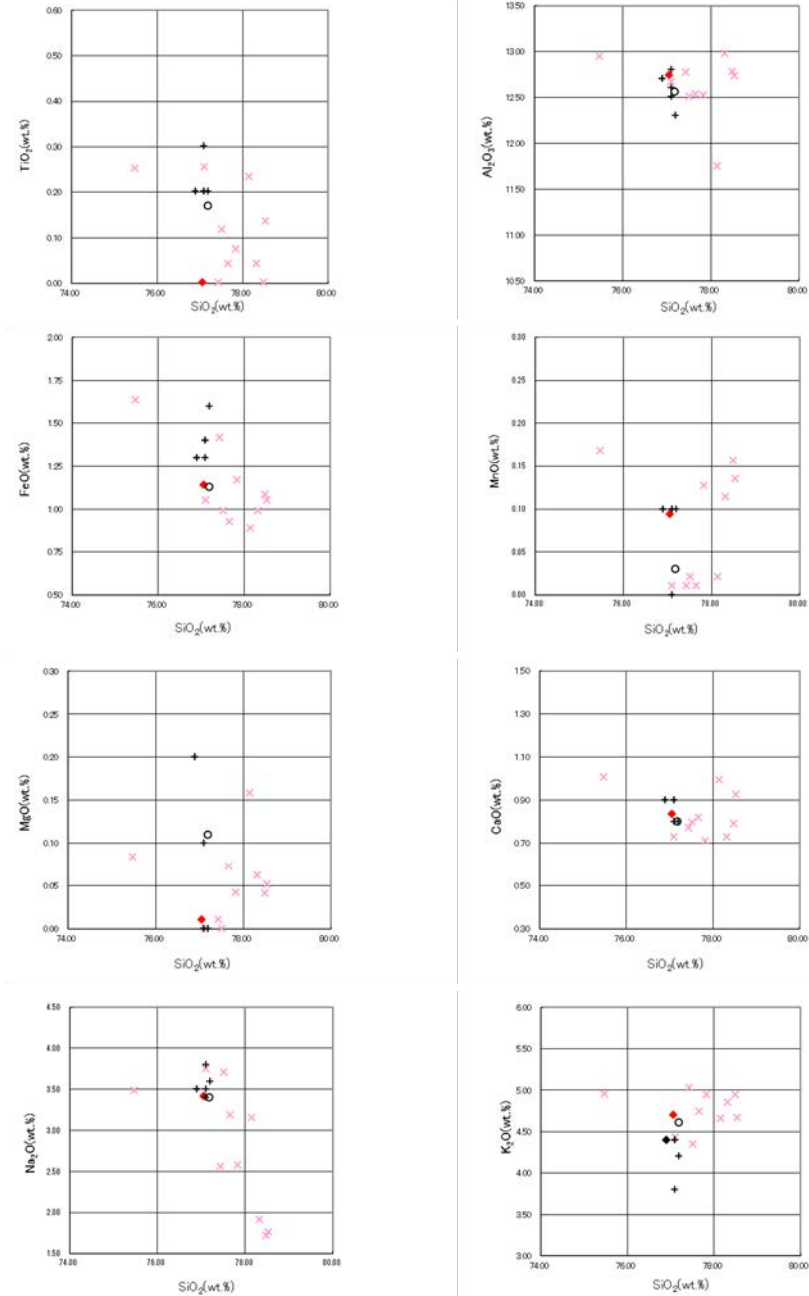 0.60
0.50
0.40
0.30
0.20
0.10
0.00
TiO2(wt.%)
74.00 76.00 78.00 80.00
SiO2(wt.%)
13.50
13.00
12.50
12.00
11.50
11.00
10.50
Al2O3(wt.%)
74.00 76.00 78.00 80.00
SiO2(wt.%)
2.00
1.75
1.50
1.25
1.00
0.75
0.50
FeO(wt.%)
74.00 76.00 78.00 80.00
SiO2(wt.%)
0.30
0.25
0.20
0.15
0.10
0.05
0.00
MnO(wt.%)
74.00 76.00 78.00 80.00
SiO2(wt.%)
0.30
0.25
0.20
0.15
0.10
0.05
0.00
MgO(wt.%)
74.00 76.00 78.00 80.00
SiO2(wt.%)
1.50
1.30
1.10
0.90
0.70
0.50
0.30
CaO(wt.%)
74.00 76.00 78.00 80.00
SiO2(wt.%)
4.50
4.00
3.50
3.00
2.50
2.00
1.50
Na2O(wt.%)
74.00 76.00 78.00 80.00
SiO2(wt.%)
6.00
5.50
5.00
4.50
4.00
3.50
3.00
K2O(wt.%)
74.00 76.00 78.00 80.00
SiO2(wt.%)